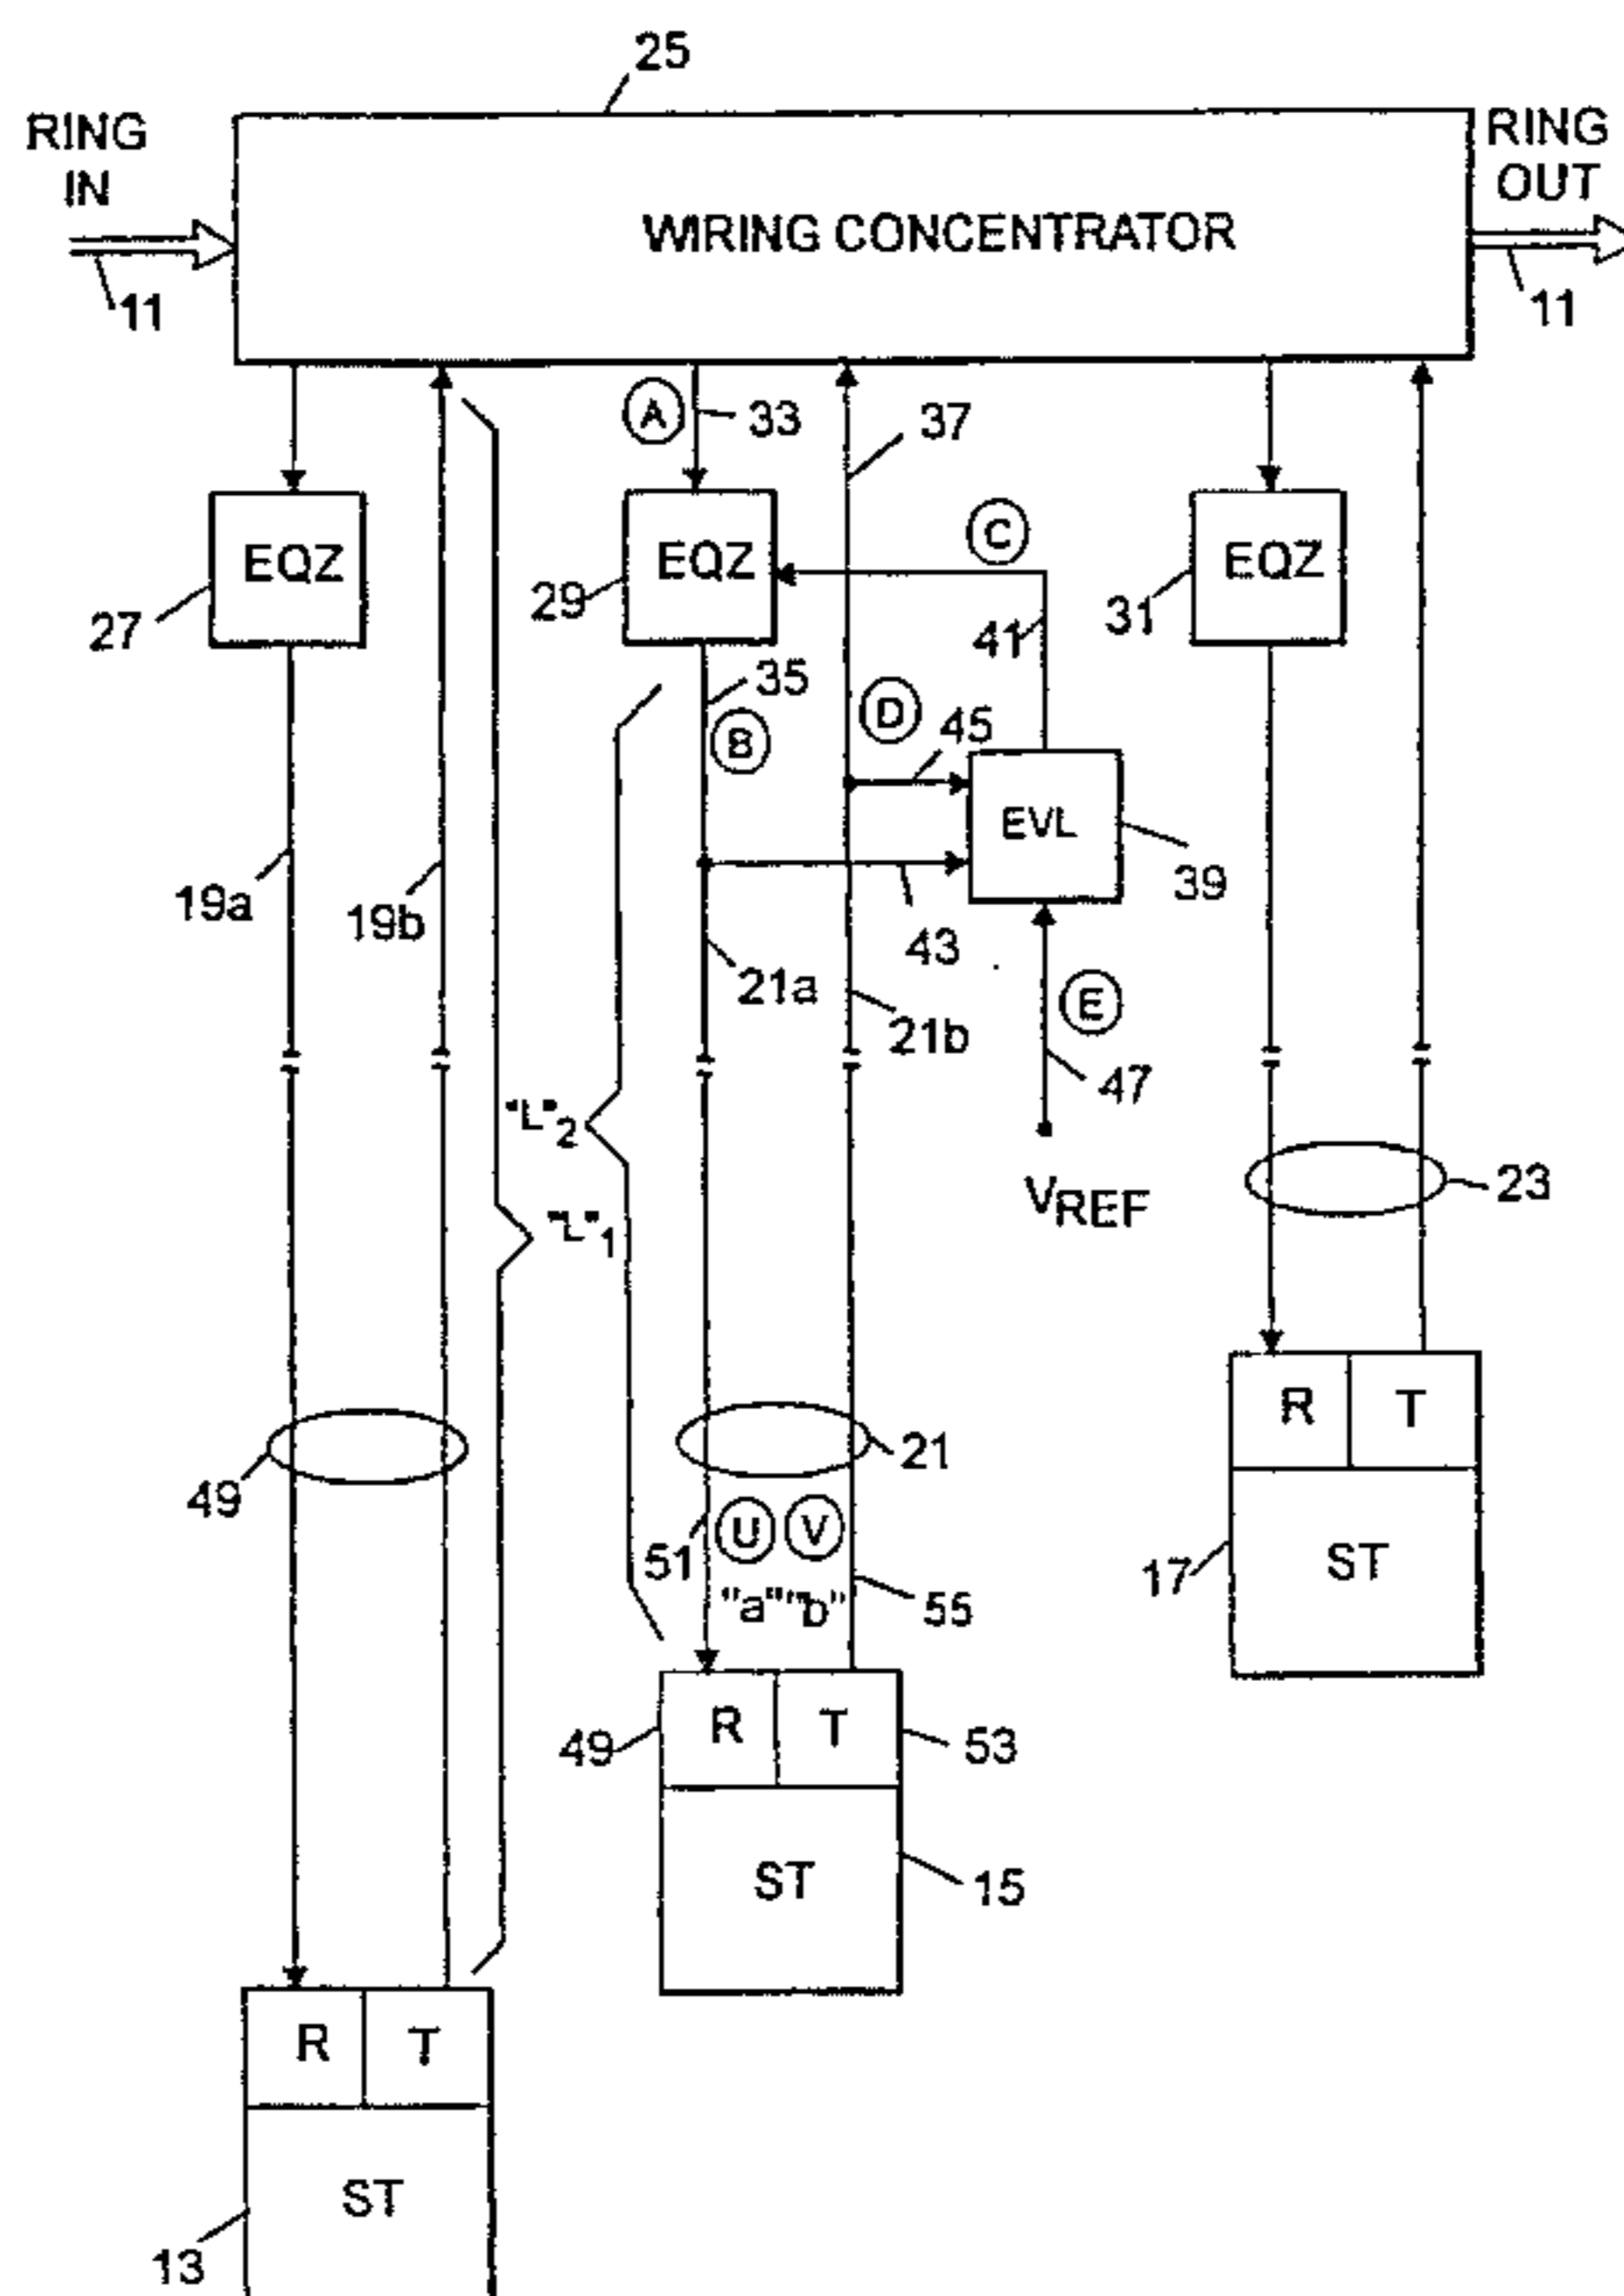 25
RING
IN
RING
OUT
WIRING CONCENTRATOR
11
11
A
33
37
C
EQZ
EQZ
EQZ
27
29
31
41
35
B
D
45
EVL
39
19a
19b
43
21a
E
21b
47
"L"2
VREF
23
"L"1
R T
49
21
U V
51
"a" "b"
55
17
ST
49
R T
53
ST
15
R T
ST
13